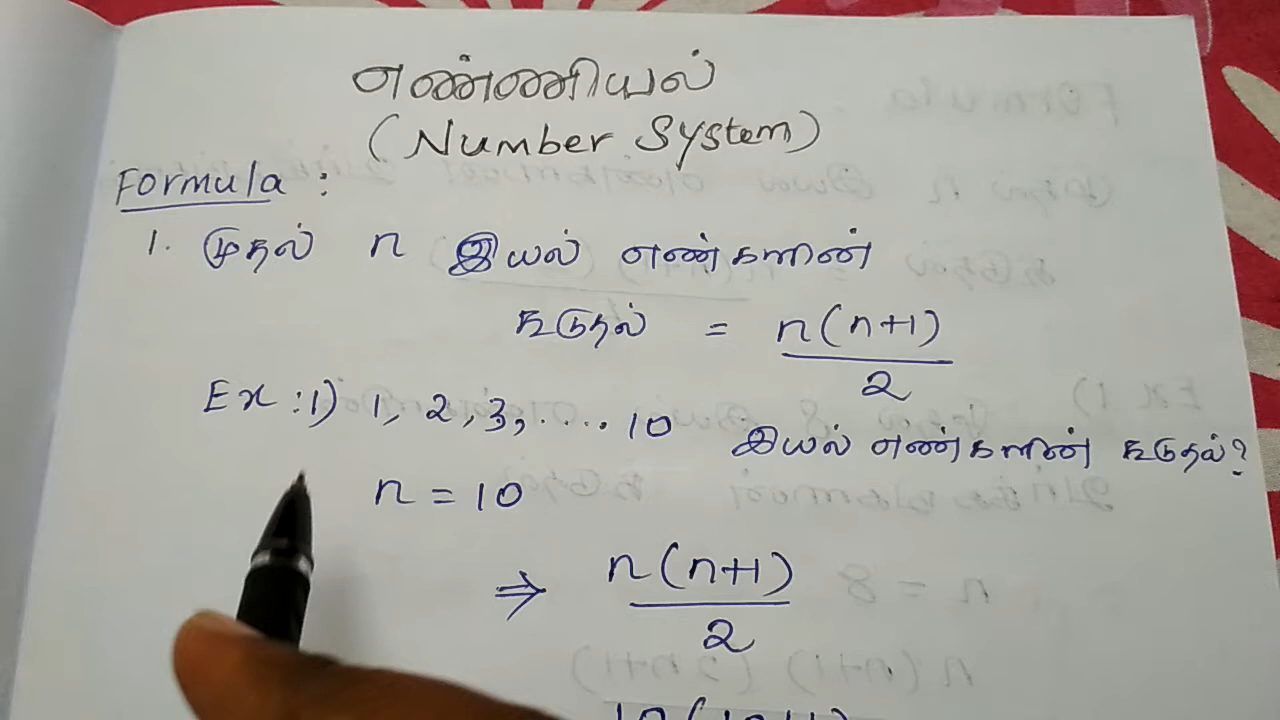 எண்ணியல்
(Number System)
Formula :
1. முதல் n இயல் எண்களின்
கூடுதல் = n(n+1)
2
Ex : 1) 1, 2, 3, .... 10 இயல் எண்களின் கூடுதல்?
n = 10
⇒ n(n+1)
2